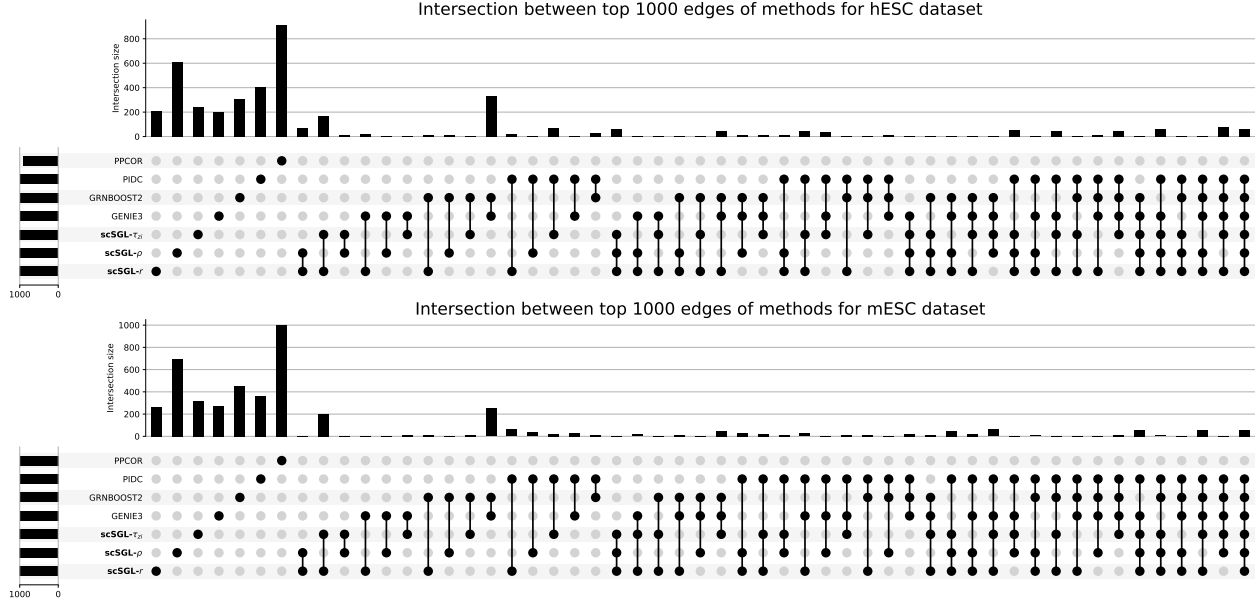 Intersection between top 1000 edges of methods for hESC dataset
Intersection size
800
600
400
200
0
PPCOR
PIDC
GRNBOOST2
GENIE3
scSGL-τzi
scSGL-ρ
scSGL-r
1000 0
Intersection between top 1000 edges of methods for mESC dataset
Intersection size
1000
800
600
400
200
0
PPCOR
PIDC
GRNBOOST2
GENIE3
scSGL-τzi
scSGL-ρ
scSGL-r
1000 0